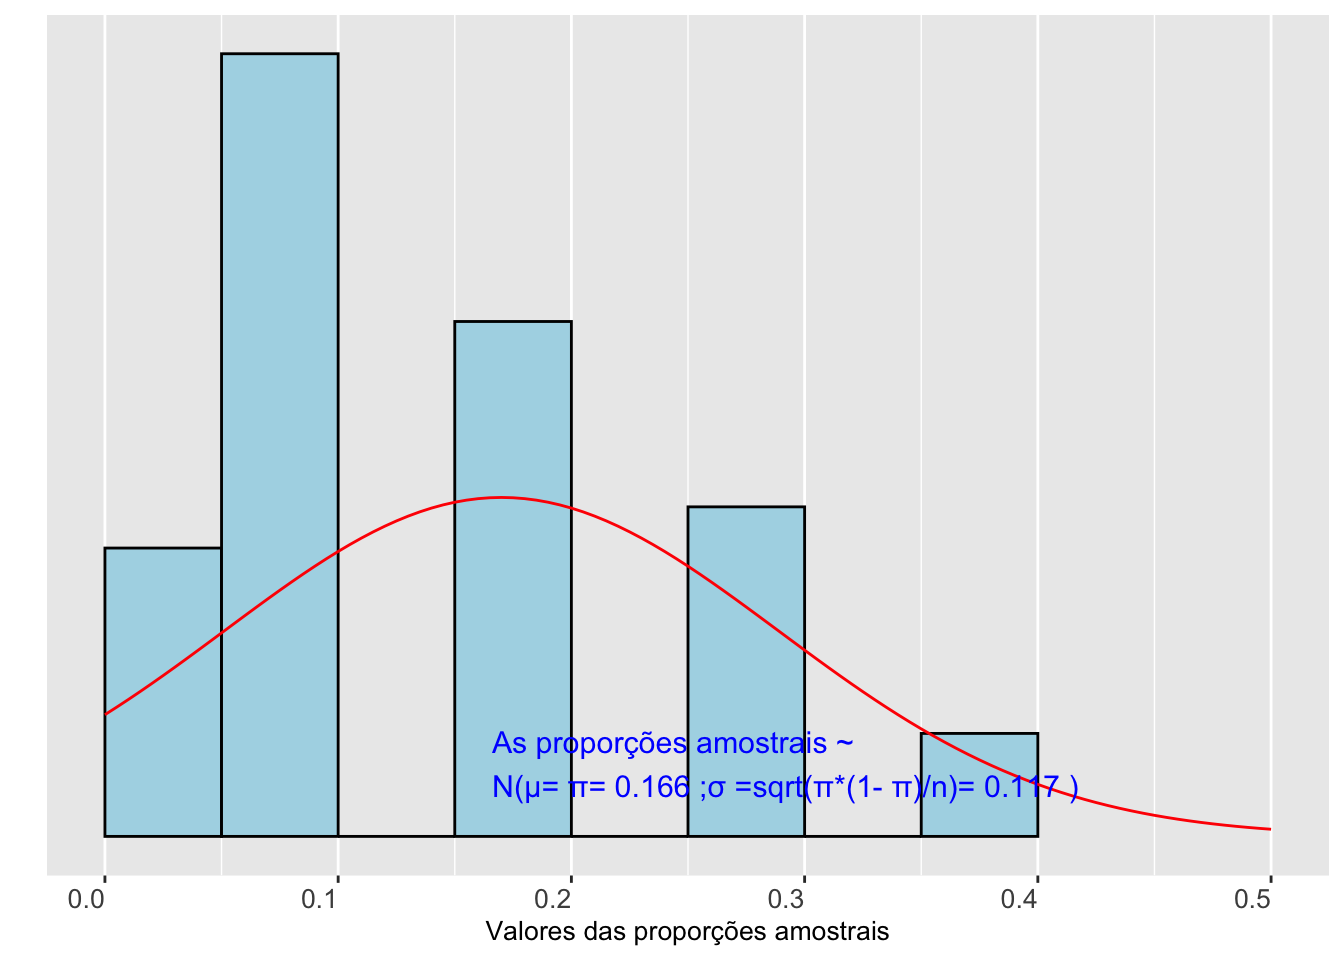 As proporções amostrais ~
N(μ= π= 0.166 ;σ =sqrt(π*(1- π)/n)= 0.117 )
0.0 0.1 0.2 0.3 0.4 0.5
Valores das proporções amostrais